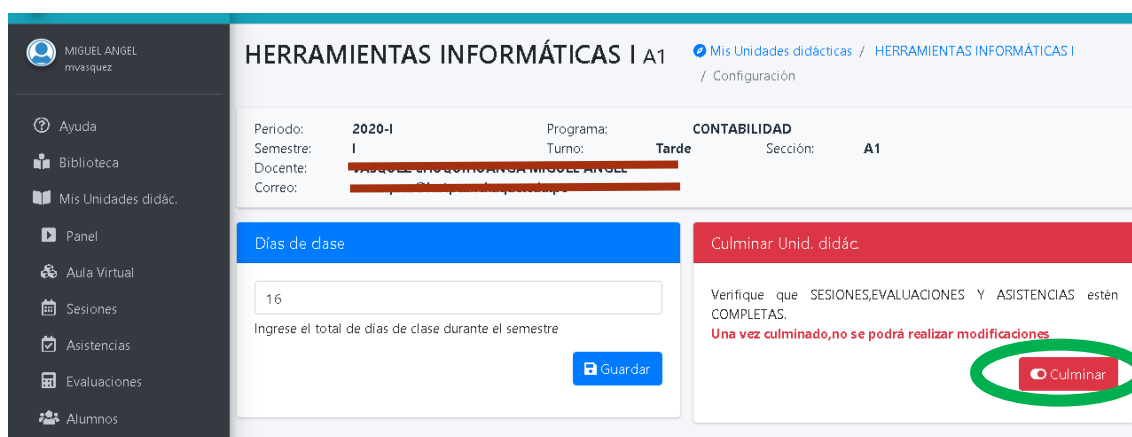 MIGUEL ANGEL
mvasquez
Ayuda
Biblioteca
Mis Unidades didác.
Panel
Aula Virtual
Sesiones
Asistencias
Evaluaciones
Alumnos
HERRAMIENTAS INFORMÁTICAS I A1
Mis Unidades didácticas / HERRAMIENTAS INFORMÁTICAS I
/ Configuración
Periodo: 2020-I Programa: CONTABILIDAD
Semestre: I Turno: Tarde Sección: A1
Docente:
Correo:
Días de clase
16
Ingrese el total de días de clase durante el semestre
Guardar
Culminar Unid. didác.
Verifique que SESIONES,EVALUACIONES Y ASISTENCIAS estén
COMPLETAS.
Una vez culminado,no se podrá realizar modificaciones
Culminar